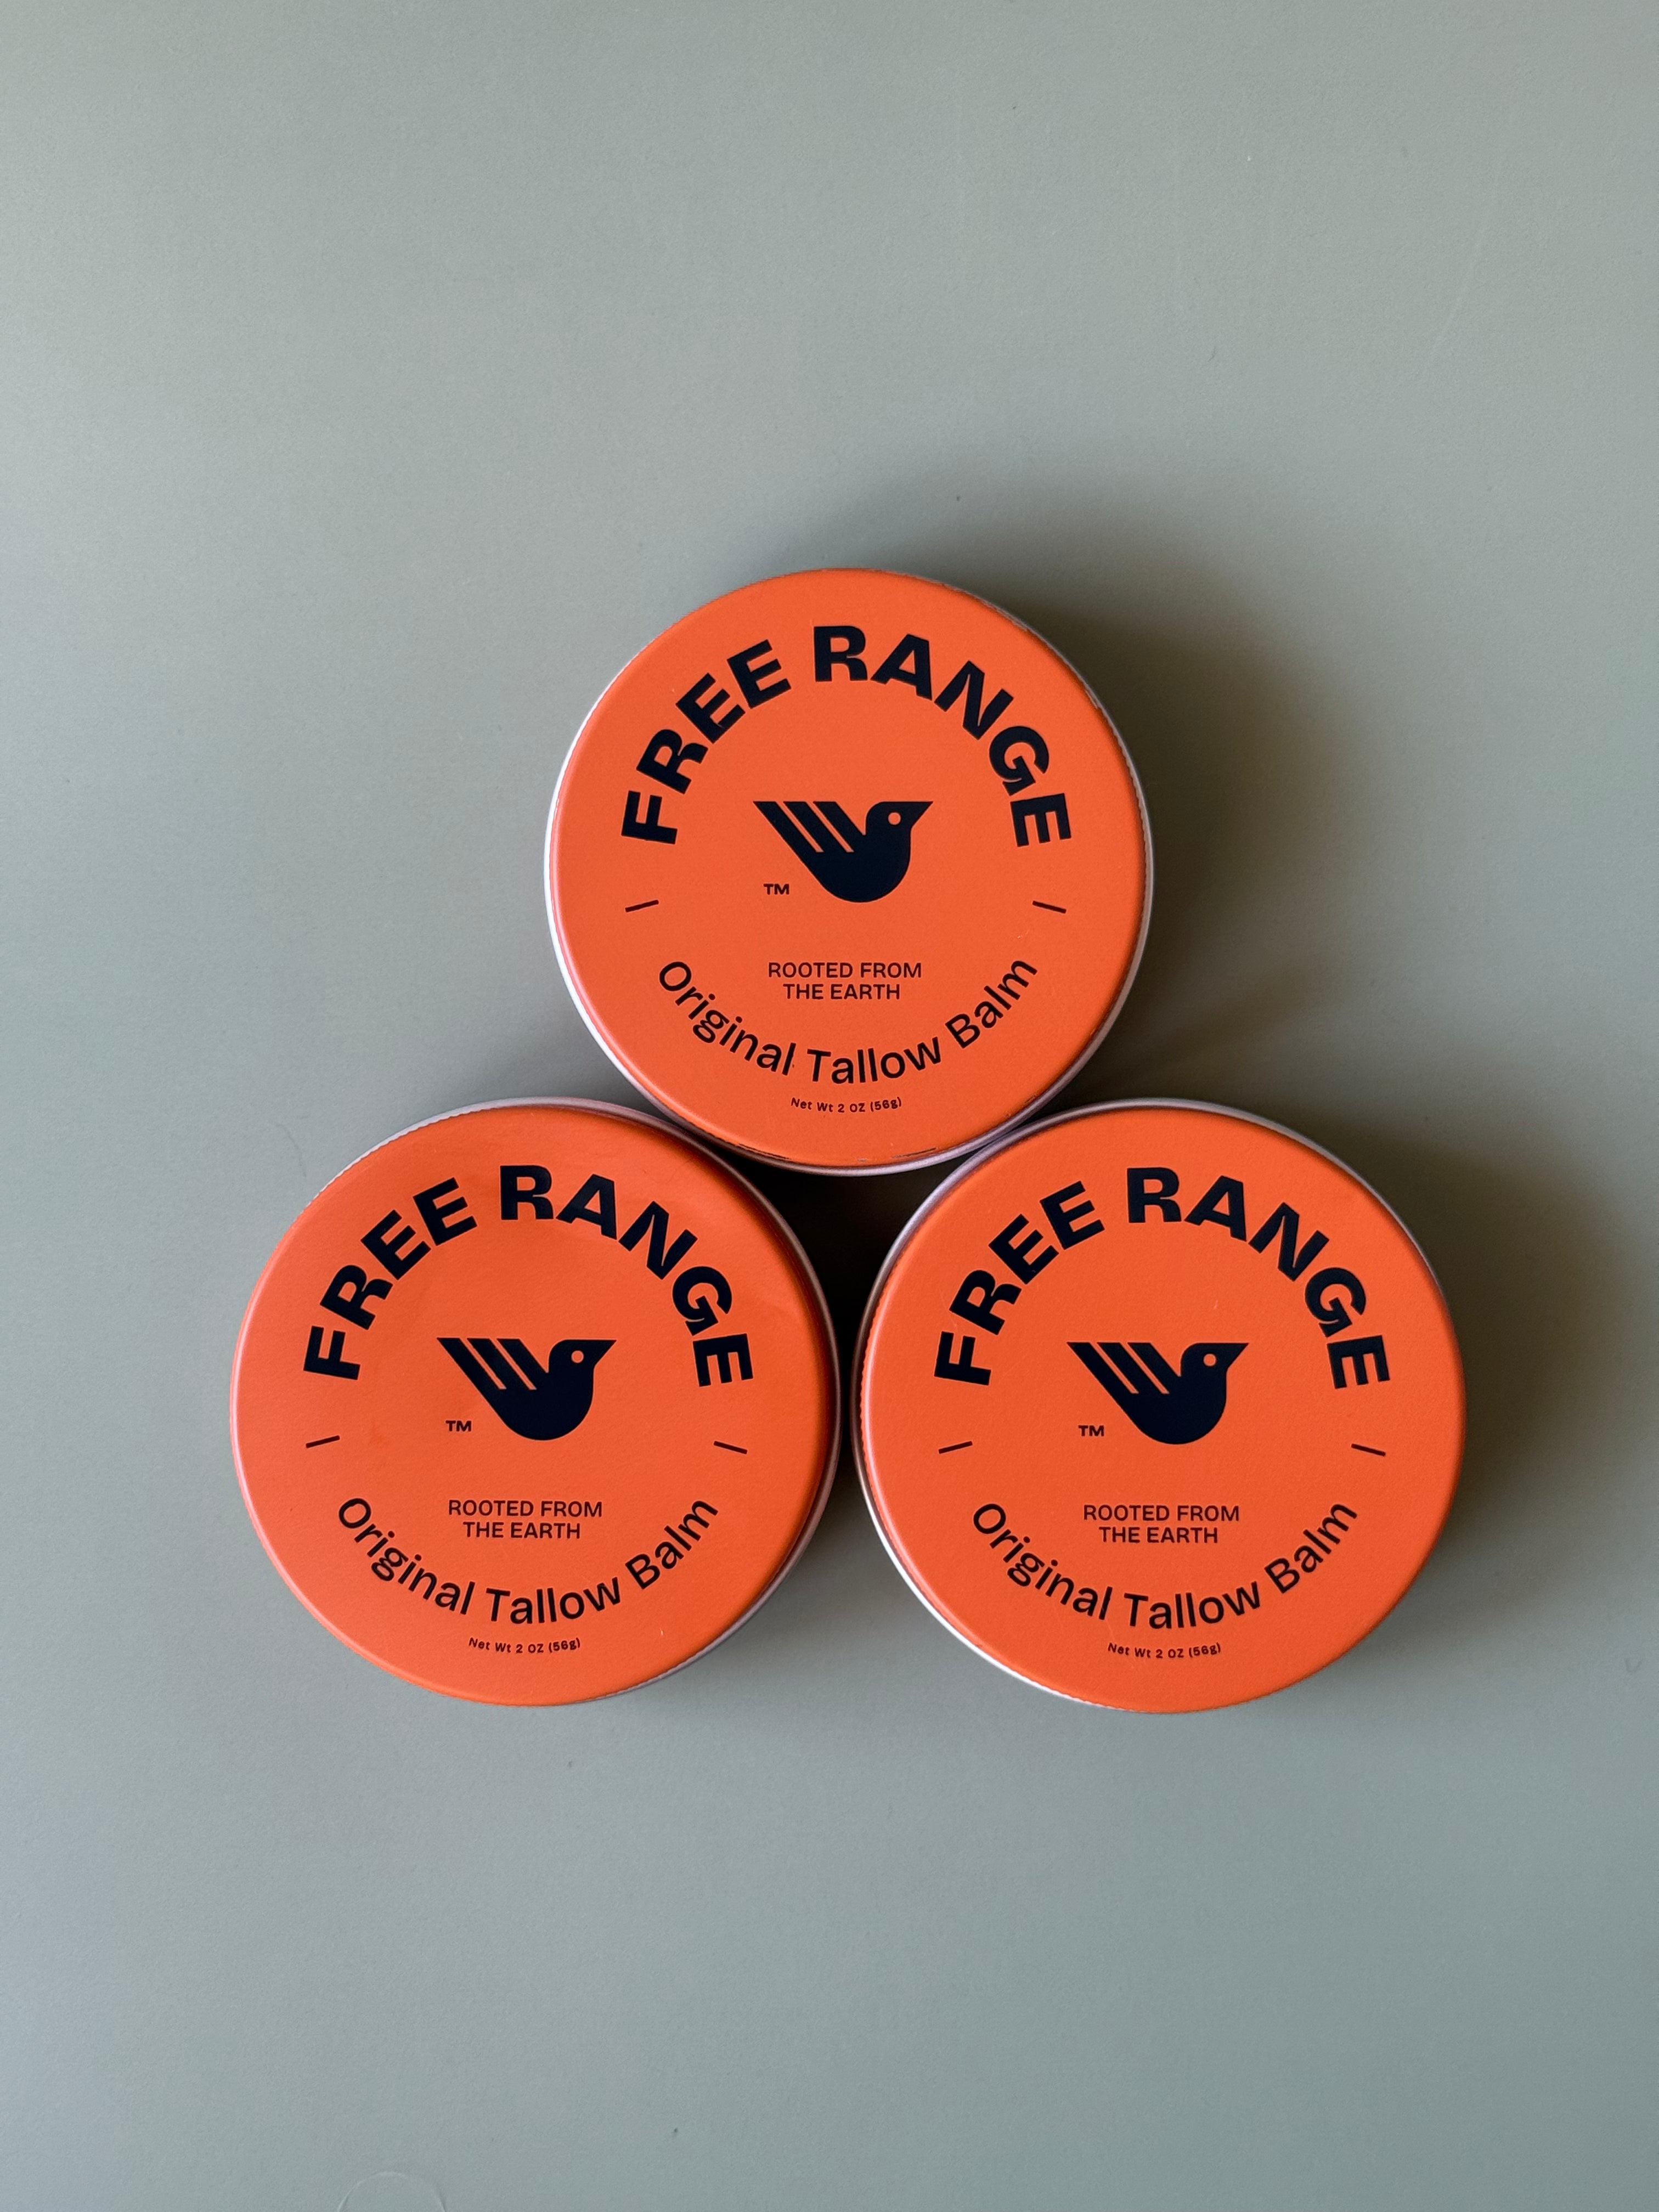 FREE RANGE
TM
ROOTED FROM
THE EARTH
Original Tallow Balm
Net Wt 2 OZ (56g)
FREE RANGE
TM
ROOTED FROM
THE EARTH
Original Tallow Balm
Net Wt 2 OZ (56g)
FREE RANGE
TM
ROOTED FROM
THE EARTH
Original Tallow Balm
Net Wt 2 OZ (56g)